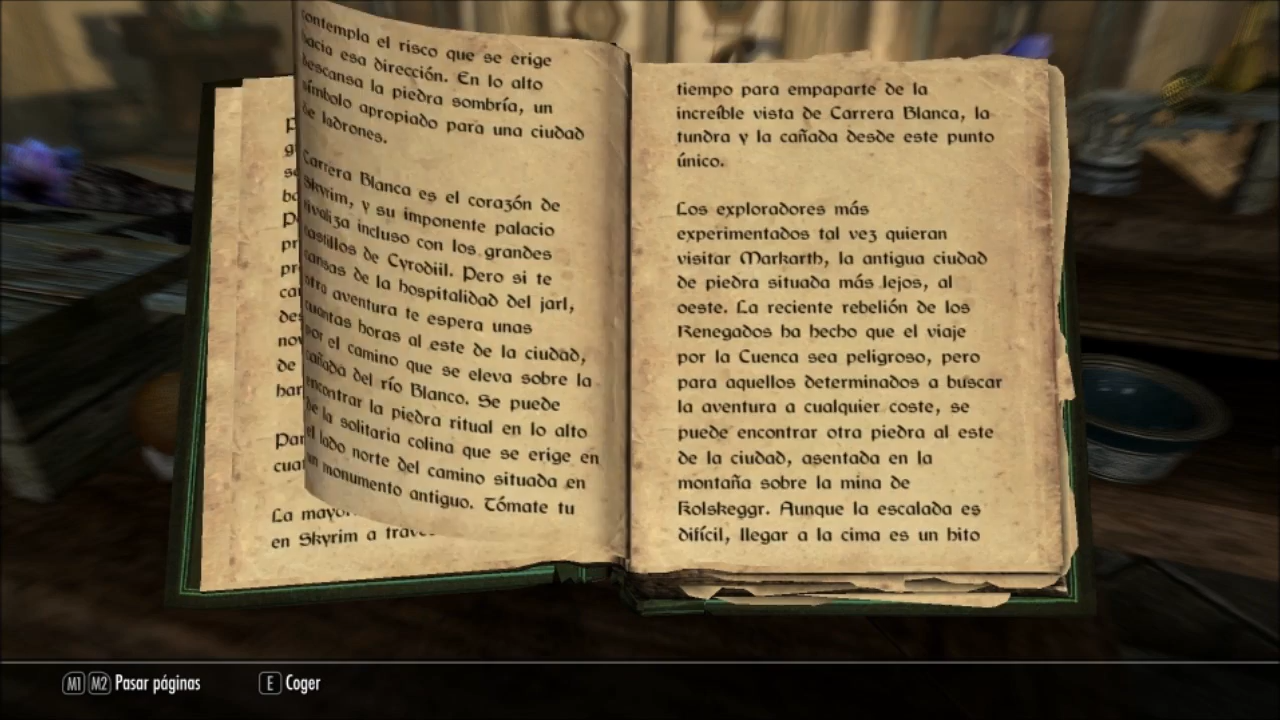 contempla el risco que se erige
hacia esa dirección. En lo alto
descansa la piedra sombría, un
símbolo apropiado para una ciudad
de ladrones.
Carrera Blanca es el corazón de
Skyrim, y su imponente palacio
rivaliza incluso con los grandes
castillos de Cyrodiil. Pero si te
cansas de la hospitalidad del jarl,
otra aventura te espera unas
cuantas horas al este de la ciudad,
por el camino que se eleva sobre la
cañada del río Blanco. Se puede
encontrar la piedra ritual en lo alto
de la solitaria colina que se erige en
el lado norte del camino situada en
un monumento antiguo. Tómate tu
La
en Skyrim a
tiempo para empaparte de la
increíble vista de Carrera Blanca, la
tundra y la cañada desde este punto
único.
Los exploradores más
experimentados tal vez quieran
visitar Markarth, la antigua ciudad
de piedra situada más lejos, al
oeste. La reciente rebelión de los
Renegados ha hecho que el viaje
por la Cuenca sea peligroso, pero
para aquellos determinados a buscar
la aventura a cualquier coste, se
puede encontrar otra piedra al este
de la ciudad, asentada en la
montaña sobre la mina de
Kolskeggr. Aunque la escalada es
difícil, llegar a la cima es un hito
M1 M2 Pasar páginas
E Coger